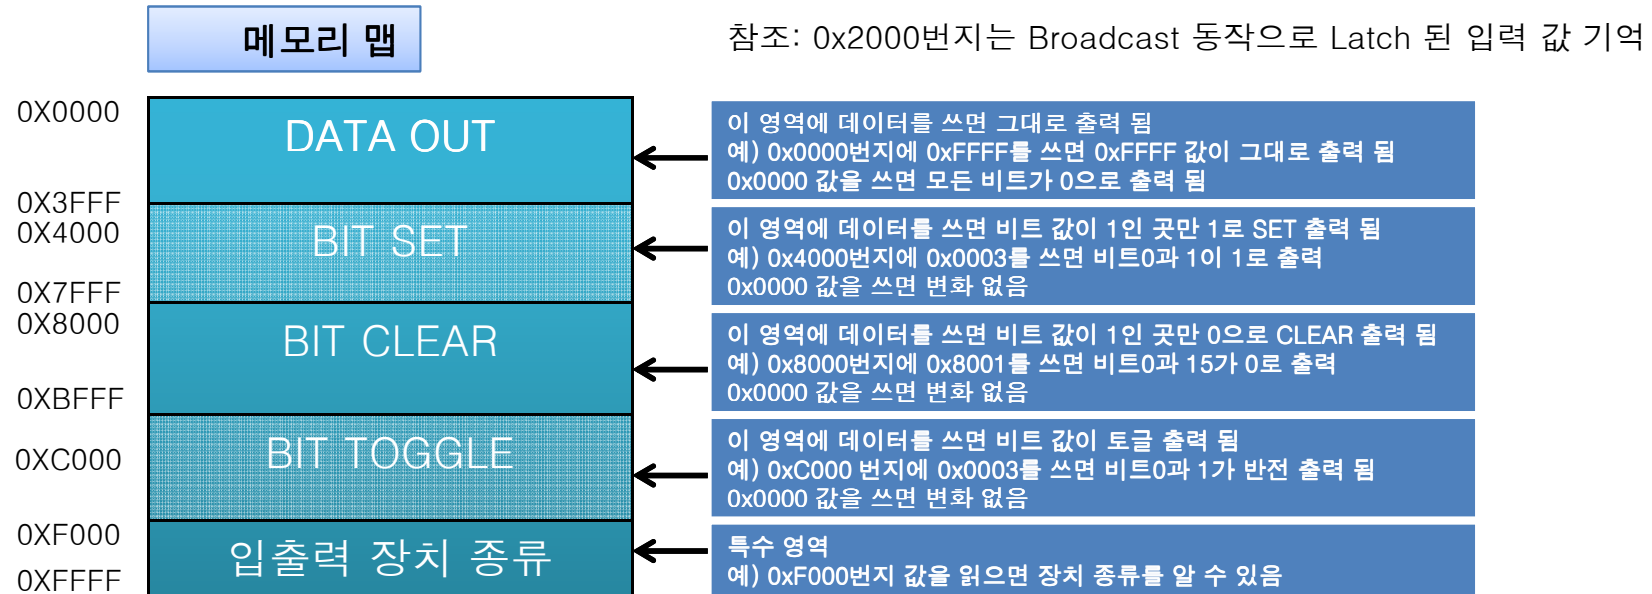 메모리 맵
참조: 0x2000번지는 Broadcast 동작으로 Latch 된 입력 값 기억
0X0000
DATA OUT
이 영역에 데이터를 쓰면 그대로 출력 됨
예) 0x0000번지에 0xFFFF를 쓰면 0xFFFF 값이 그대로 출력 됨
0x0000 값을 쓰면 모든 비트가 0으로 출력 됨
0X3FFF
0X4000
BIT SET
이 영역에 데이터를 쓰면 비트 값이 1인 곳만 1로 SET 출력 됨
예) 0x4000번지에 0x0003를 쓰면 비트0과 1이 1로 출력
0x0000 값을 쓰면 변화 없음
0X7FFF
0X8000
BIT CLEAR
이 영역에 데이터를 쓰면 비트 값이 1인 곳만 0으로 CLEAR 출력 됨
예) 0x8000번지에 0x8001를 쓰면 비트0과 15가 0로 출력
0x0000 값을 쓰면 변화 없음
0XBFFF
0XC000
BIT TOGGLE
이 영역에 데이터를 쓰면 비트 값이 토글 출력 됨
예) 0xC000 번지에 0x0003를 쓰면 비트0과 1가 반전 출력 됨
0x0000 값을 쓰면 변화 없음
0XF000
입출력 장치 종류
특수 영역
예) 0xF000번지 값을 읽으면 장치 종류를 알 수 있음
0XFFFF